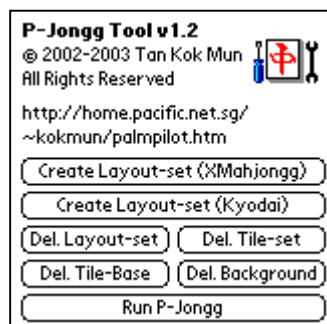 P-Jongg Tool v1.2
© 2002-2003 Tan Kok Mun
All Rights Reserved
http://home.pacific.net.sg/
~kokmun/palmpilot.htm
Create Layout-set (XMahjongg)
Create Layout-set (Kyodai)
Del. Layout-set Del. Tile-set
Del. Tile-Base Del. Background
Run P-Jongg